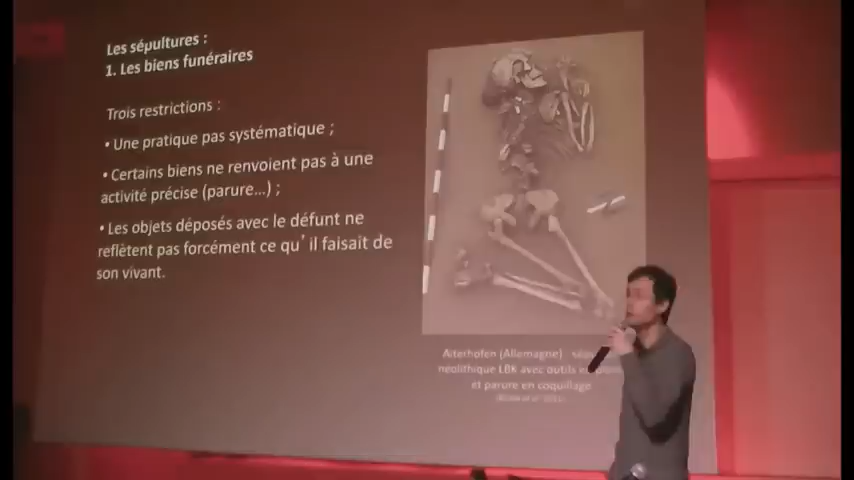 Les sépultures :
1. Les biens funéraires
Trois restrictions :
• Une pratique pas systématique ;
• Certains biens ne renvoient pas à une
activité précise (parure...) ;
• Les objets déposés avec le défunt ne
reflètent pas forcément ce qu'il faisait de
son vivant.
Aiterhofen (Allemagne)
néolithique LBK avec outils
et parure en coquillage